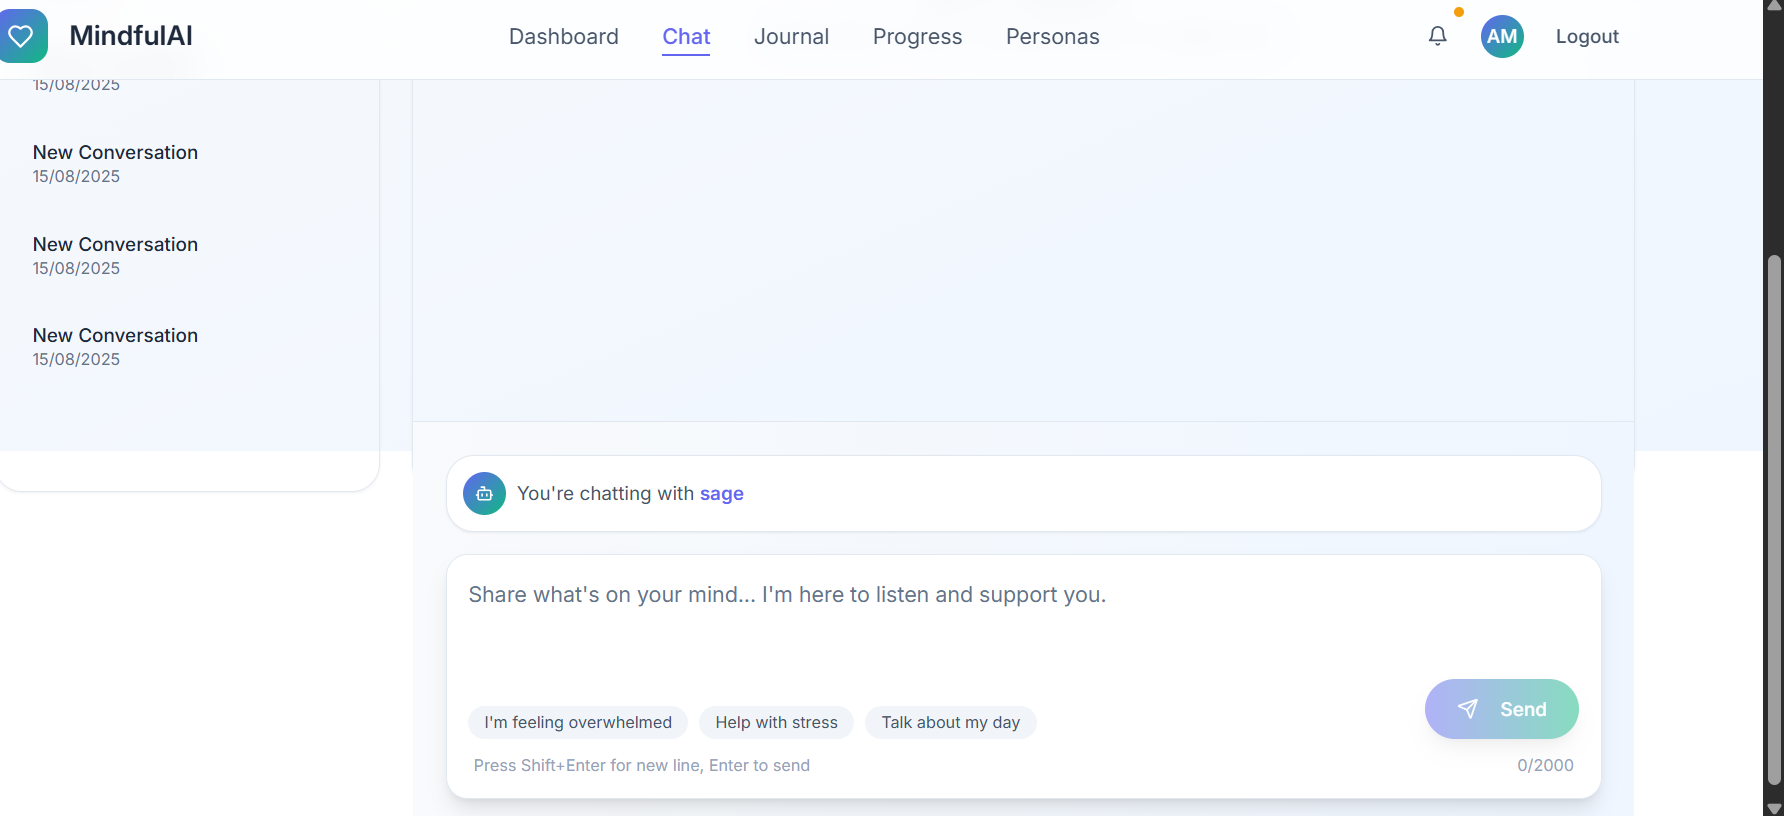 MindfulAI
Dashboard
Chat
Journal
Progress
Personas
AM
Logout
15/08/2025
New Conversation
15/08/2025
New Conversation
15/08/2025
New Conversation
15/08/2025
You're chatting with sage
Share what's on your mind... I'm here to listen and support you.
I'm feeling overwhelmed
Help with stress
Talk about my day
Send
Press Shift+Enter for new line, Enter to send
0/2000